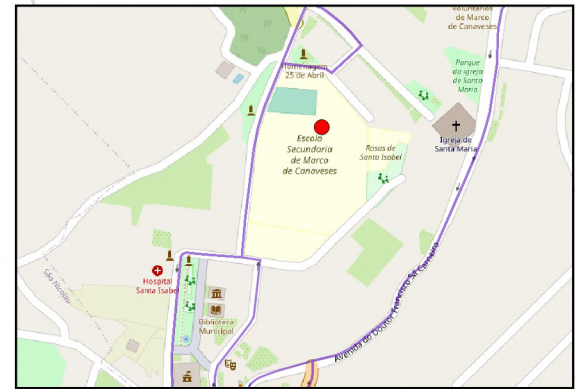 Voluntários
de Marco
de Canaveses
Parque
da igreja
de Santa
Maria
Homenagem
25 de Abril
Escola
Secundaria
de Marco
de Canaveses
Rosas de
Santa Isabel
Igreja de
Santa Maria
Hospital
Santa Isabel
São Nicolau
Biblioteca
Municipal
Avenida do Doutor Francisco Sá Carneiro